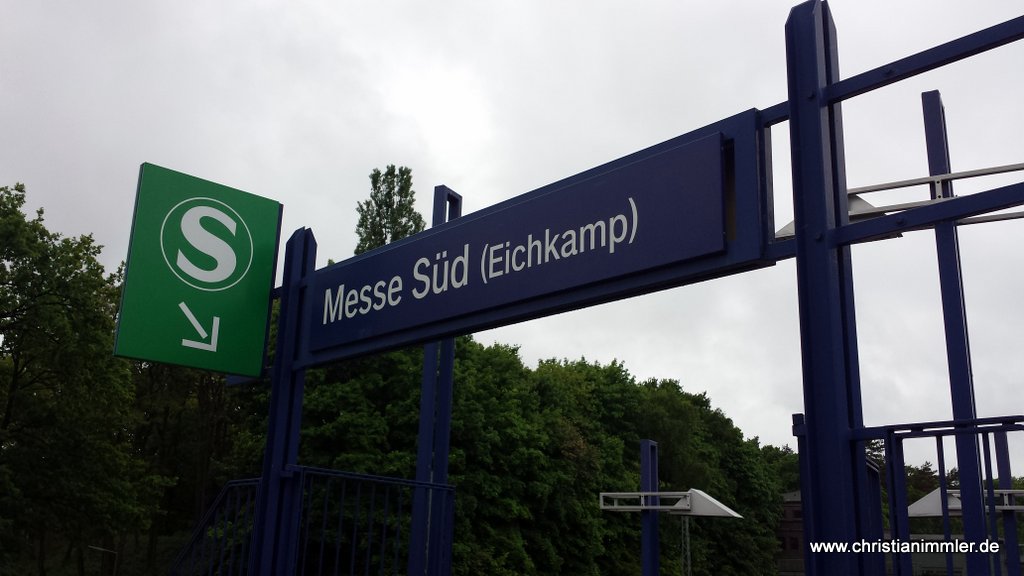 S
Messe Süd (Eichkamp)
www.christianimmler.de